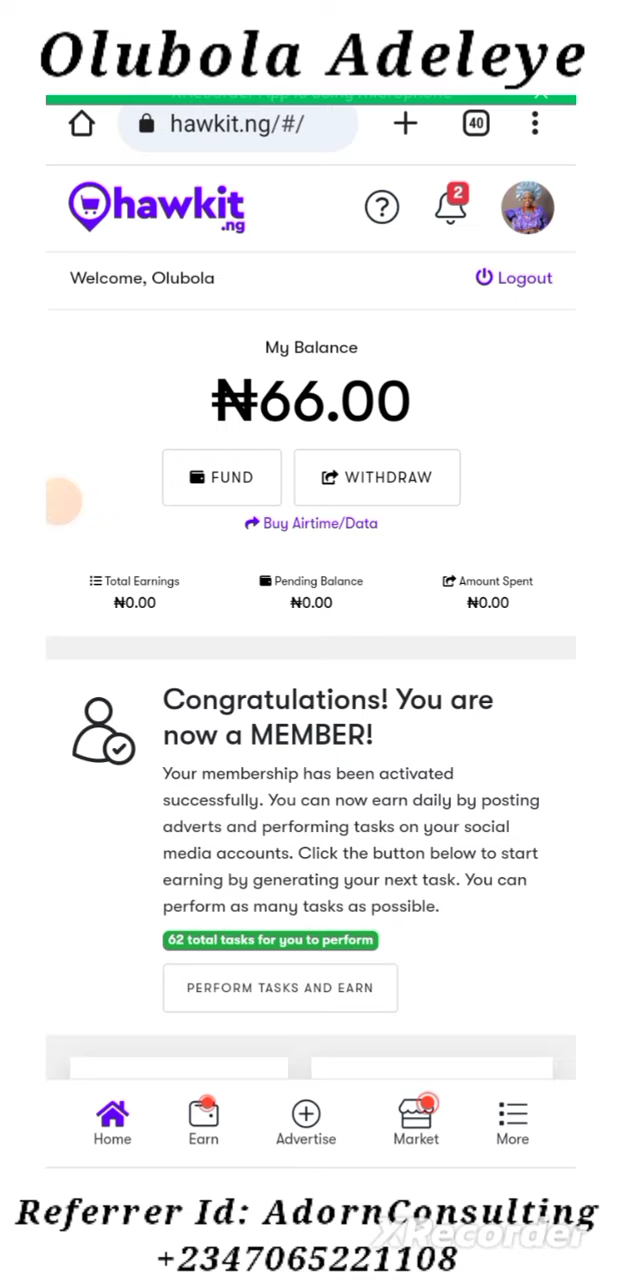 Olubola Adeleye
hawkit.ng/#/
40
hawkit
.ng
2
Welcome, Olubola
Logout
My Balance
₦66.00
FUND
WITHDRAW
Buy Airtime/Data
Total Earnings
Pending Balance
Amount Spent
₦0.00
₦0.00
₦0.00
Congratulations! You are
now a MEMBER!
Your membership has been activated
successfully. You can now earn daily by posting
adverts and performing tasks on your social
media accounts. Click the button below to start
earning by generating your next task. You can
perform as many tasks as possible.
62 total tasks for you to perform
PERFORM TASKS AND EARN
Home
Earn
Advertise
Market
More
Referrer Id: AdornConsulting
XRecorder
+2347065221108